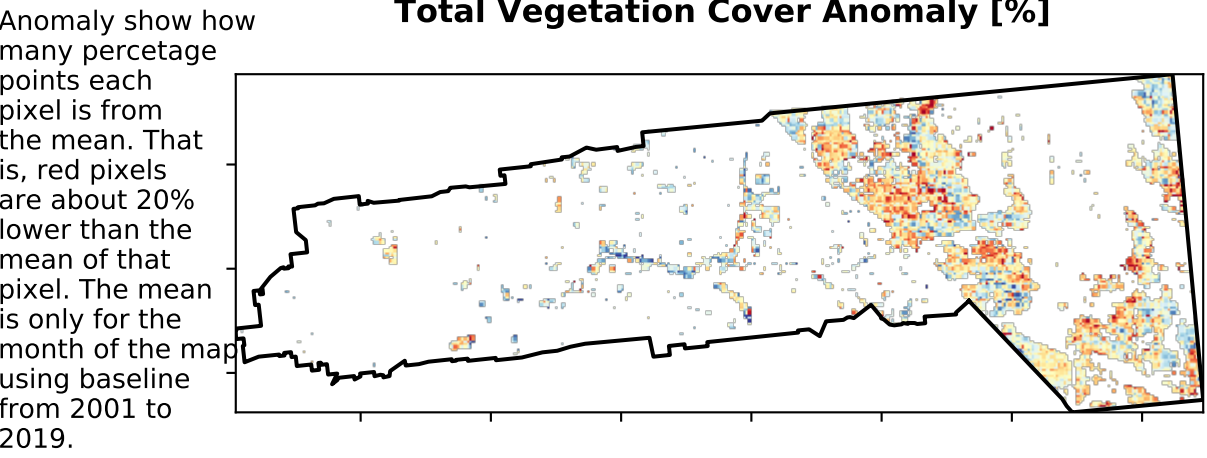 Total Vegetation Cover Anomaly [%]
Anomaly show how
many percetage
points each
pixel is from
the mean. That
is, red pixels
are about 20%
lower than the
mean of that
pixel. The mean
is only for the
month of the map
using baseline
from 2001 to
2019.